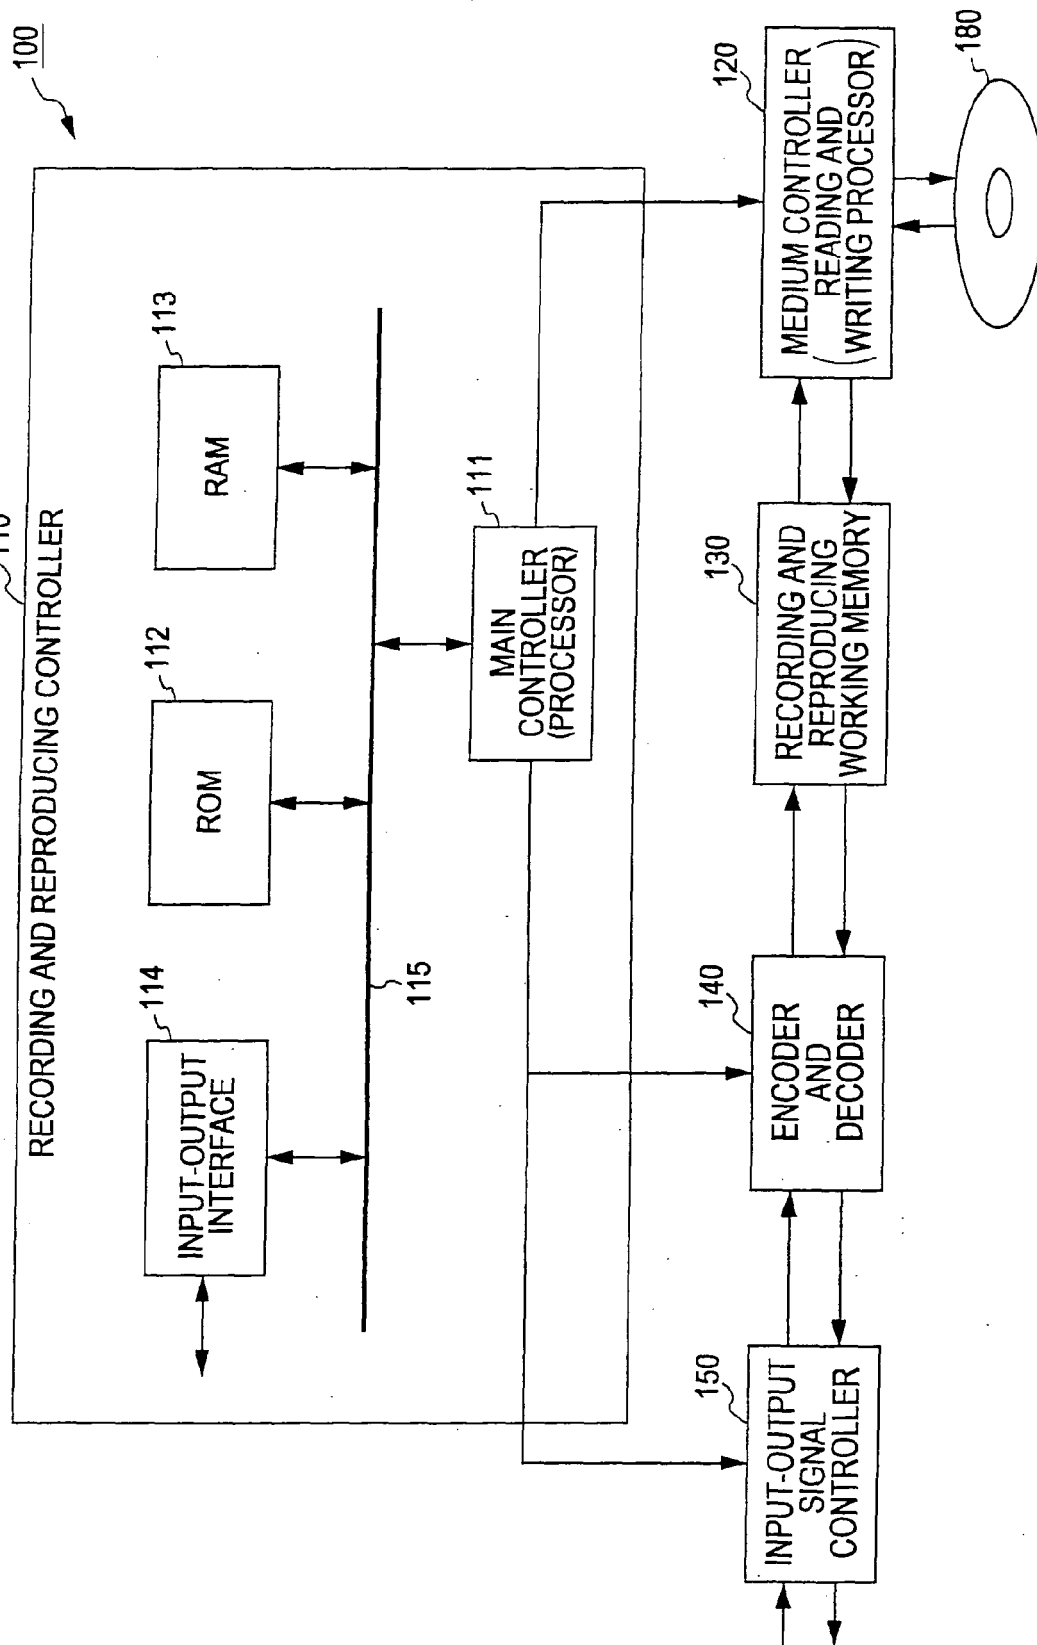 100
110
RECORDING AND REPRODUCING CONTROLLER
114
INPUT-OUTPUT
INTERFACE
112
ROM
113
RAM
115
111
MAIN
CONTROLLER
(PROCESSOR)
150
INPUT-OUTPUT
SIGNAL
CONTROLLER
140
ENCODER
AND
DECODER
130
RECORDING AND
REPRODUCING
WORKING MEMORY
120
MEDIUM CONTROLLER
(READING AND
WRITING PROCESSOR)
180